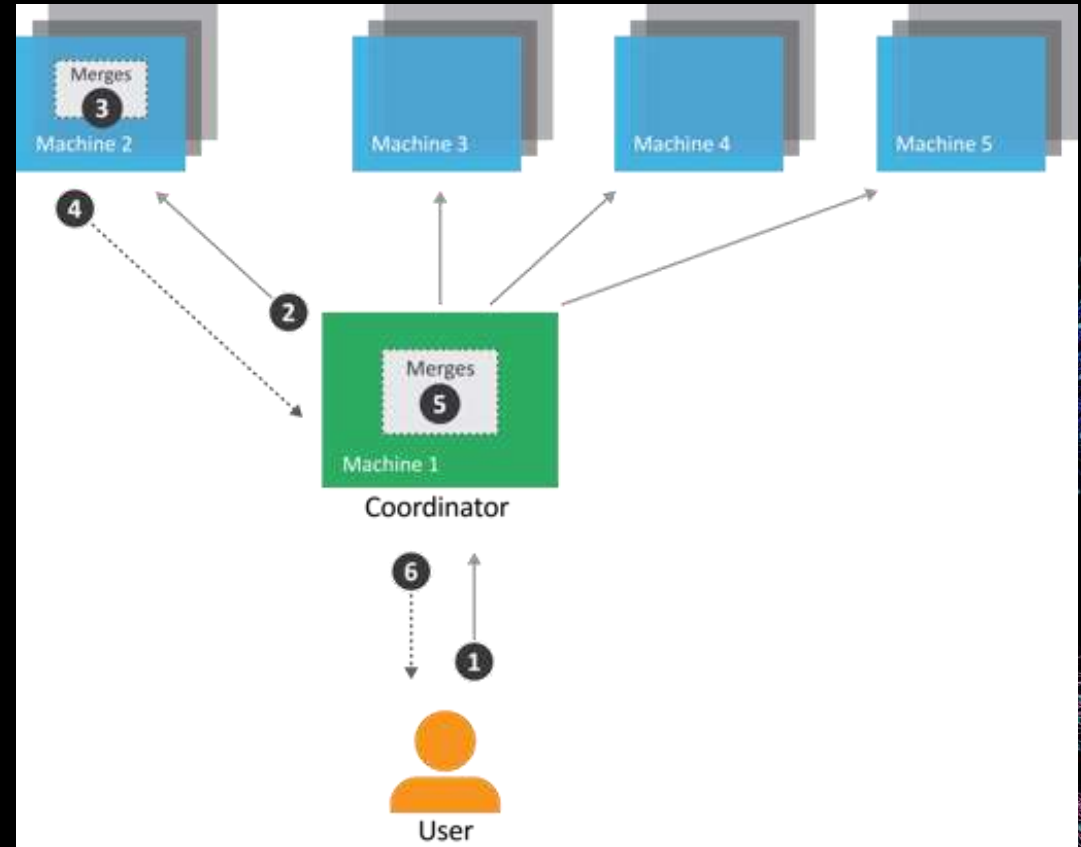 Merges
3
Machine 2
Machine 3
Machine 4
Machine 5
4
2
Merges
5
Machine 1
Coordinator
6
1
User